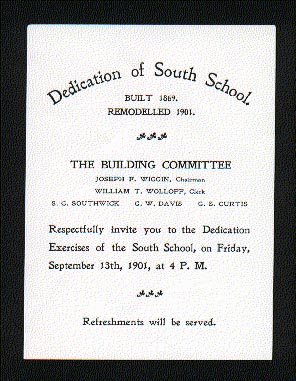 Dedication of South School.
BUILT 1869.
REMODELLED 1901.
THE BUILDING COMMITTEE
JOSEPH F. WIGGIN, Chairman
WILLIAM T. WOLLOFF, Clerk
S. G. SOUTHWICK G. W. DAVIS G. E. CURTIS
Respectfully invite you to the Dedication
Exercises of the South School, on Friday,
September 13th, 1901, at 4 P. M.
Refreshments will be served.